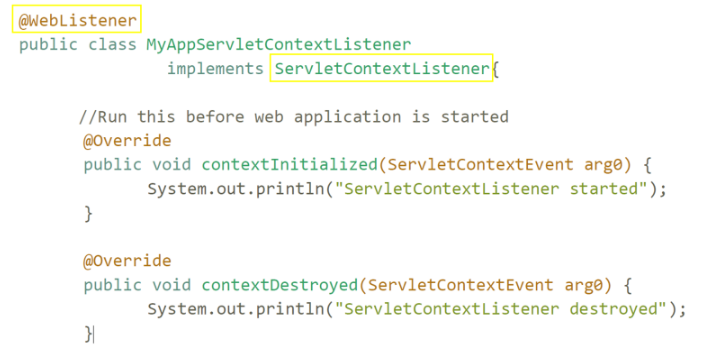 @WebListener
public class MyAppServletContextListener
implements ServletContextListener{
//Run this before web application is started
@Override
public void contextInitialized(ServletContextEvent arg0) {
System.out.println("ServletContextListener started");
}
@Override
public void contextDestroyed(ServletContextEvent arg0) {
System.out.println("ServletContextListener destroyed");
}